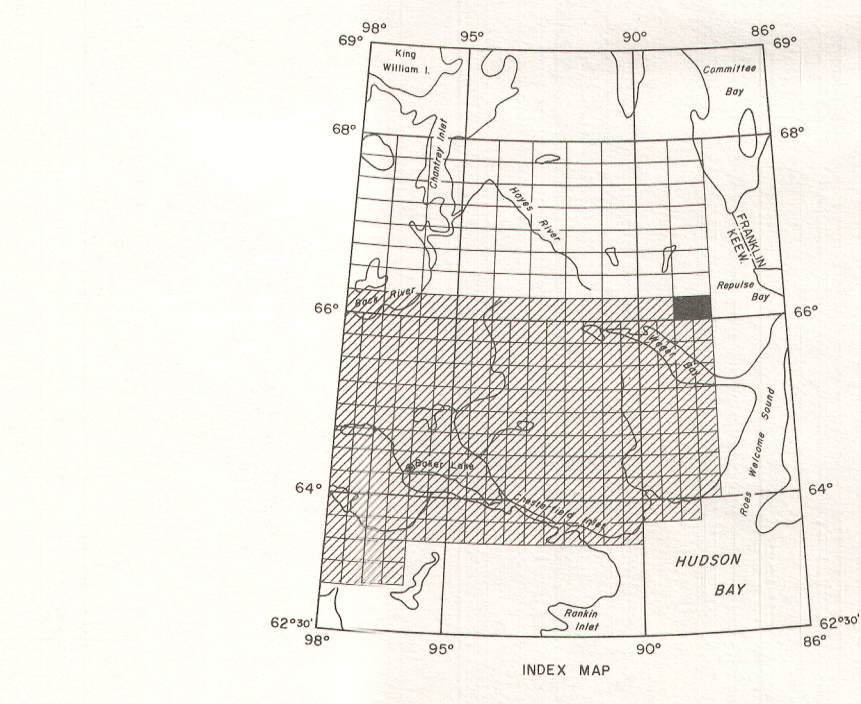 98°
95°
90°
86°
69°
69°
King
William I.
Committee
Bay
68°
68°
Chantrey Inlet
Hayes
River
FRANKLIN
KEEW.
Repulse
Bay
Back River
66°
66°
Wager Bay
Roes Welcome Sound
Baker Lake
64°
64°
Chesterfield Inlet
HUDSON
BAY
Rankin
Inlet
62°30'
62°30'
98°
95°
90°
86°
INDEX MAP